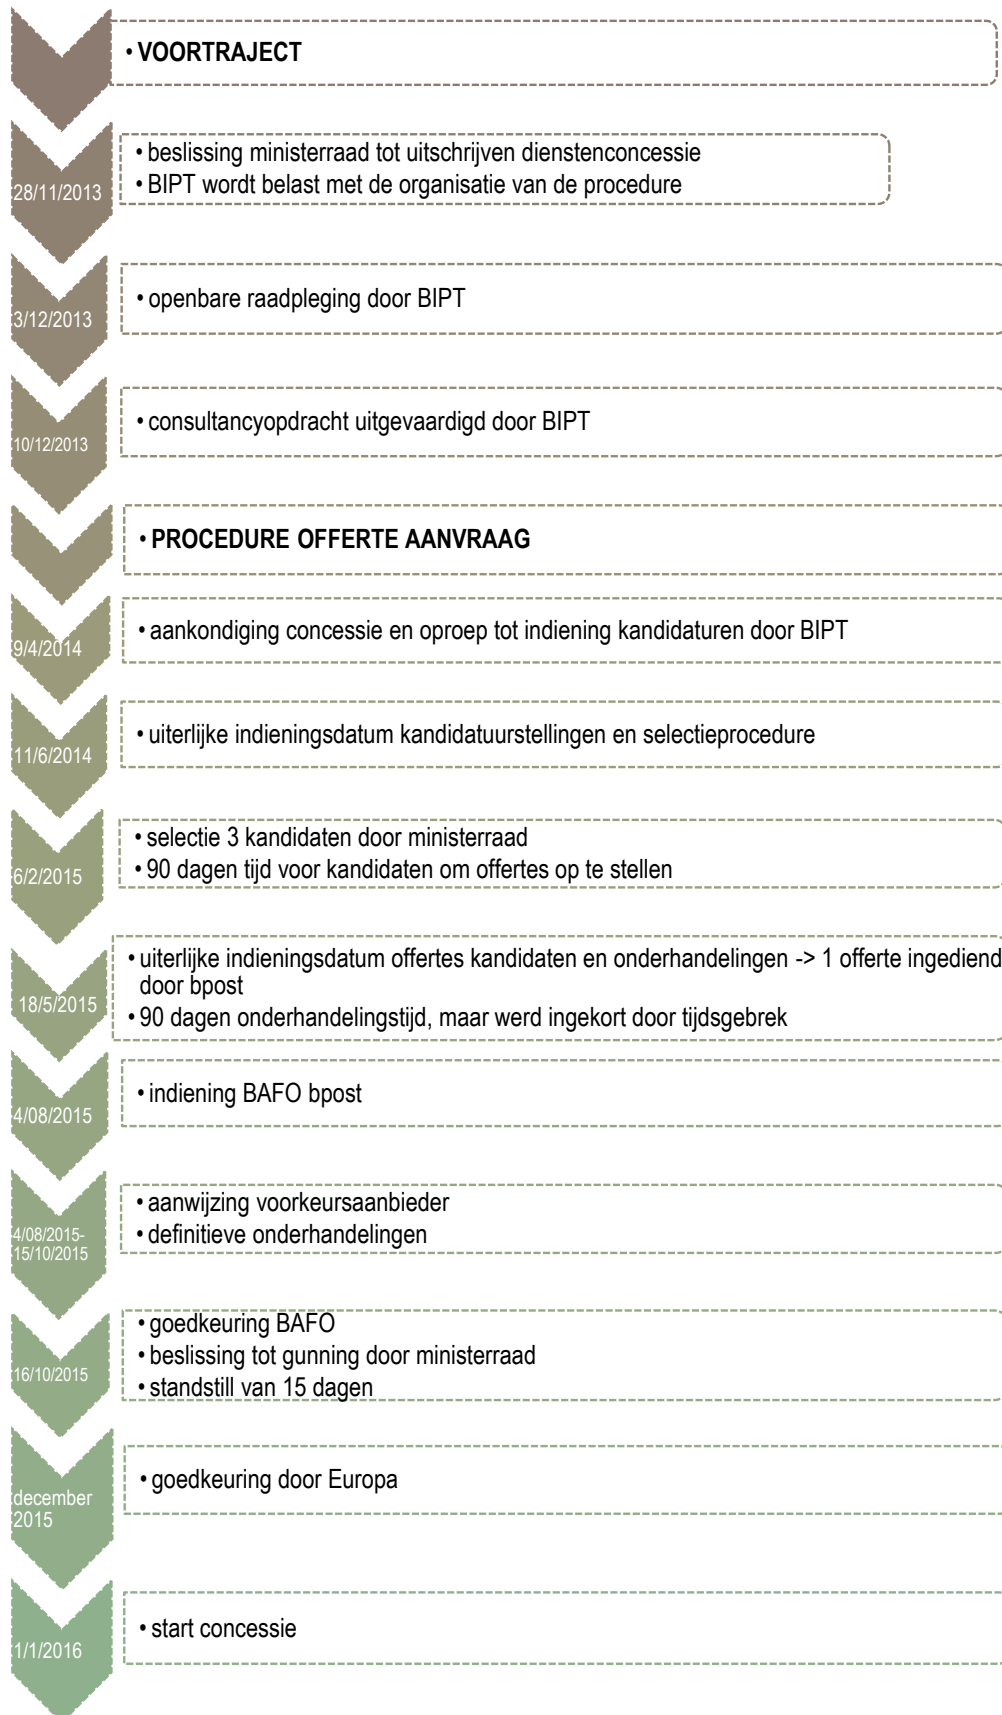 • VOORTRAJECT
28/11/2013
• beslissing ministerraad tot uitschrijven dienstenconcessie
• BIPT wordt belast met de organisatie van de procedure
3/12/2013
• openbare raadpleging door BIPT
10/12/2013
• consultancyopdracht uitgevaardigd door BIPT
• PROCEDURE OFFERTE AANVRAAG
9/4/2014
• aankondiging concessie en oproep tot indiening kandidaturen door BIPT
11/6/2014
• uiterlijke indieningsdatum kandidatuurstellingen en selectieprocedure
6/2/2015
• selectie 3 kandidaten door ministerraad
• 90 dagen tijd voor kandidaten om offertes op te stellen
18/5/2015
• uiterlijke indieningsdatum offertes kandidaten en onderhandelingen -> 1 offerte ingediend
door bpost
• 90 dagen onderhandelingstijd, maar werd ingekort door tijdsgebrek
4/08/2015
• indiening BAFO bpost
4/08/2015-
15/10/2015
• aanwijzing voorkeursaanbieder
• definitieve onderhandelingen
16/10/2015
• goedkeuring BAFO
• beslissing tot gunning door ministerraad
• standstill van 15 dagen
december
2015
• goedkeuring door Europa
1/1/2016
• start concessie